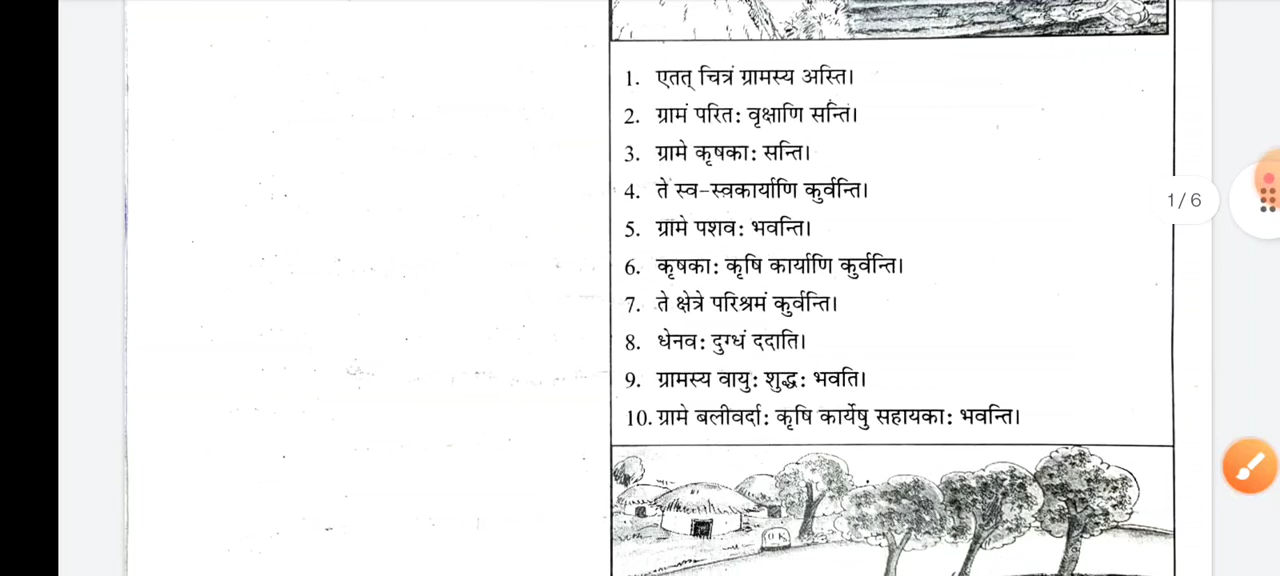 1. एतत् चित्रं ग्रामस्य अस्ति।
2. ग्रामं परितः वृक्षाणि सन्ति।
3. ग्रामे कृषकाः सन्ति।
4. ते स्व-स्वकार्याणि कुर्वन्ति।
5. ग्रामे पशवः भवन्ति।
6. कृषकाः कृषि कार्याणि कुर्वन्ति।
7. ते क्षेत्रे परिश्रमं कुर्वन्ति।
8. धेनवः दुग्धं ददाति।
9. ग्रामस्य वायुः शुद्धः भवति।
10. ग्रामे बलीवर्दाः कृषि कार्येषु सहायकाः भवन्ति।
1/6